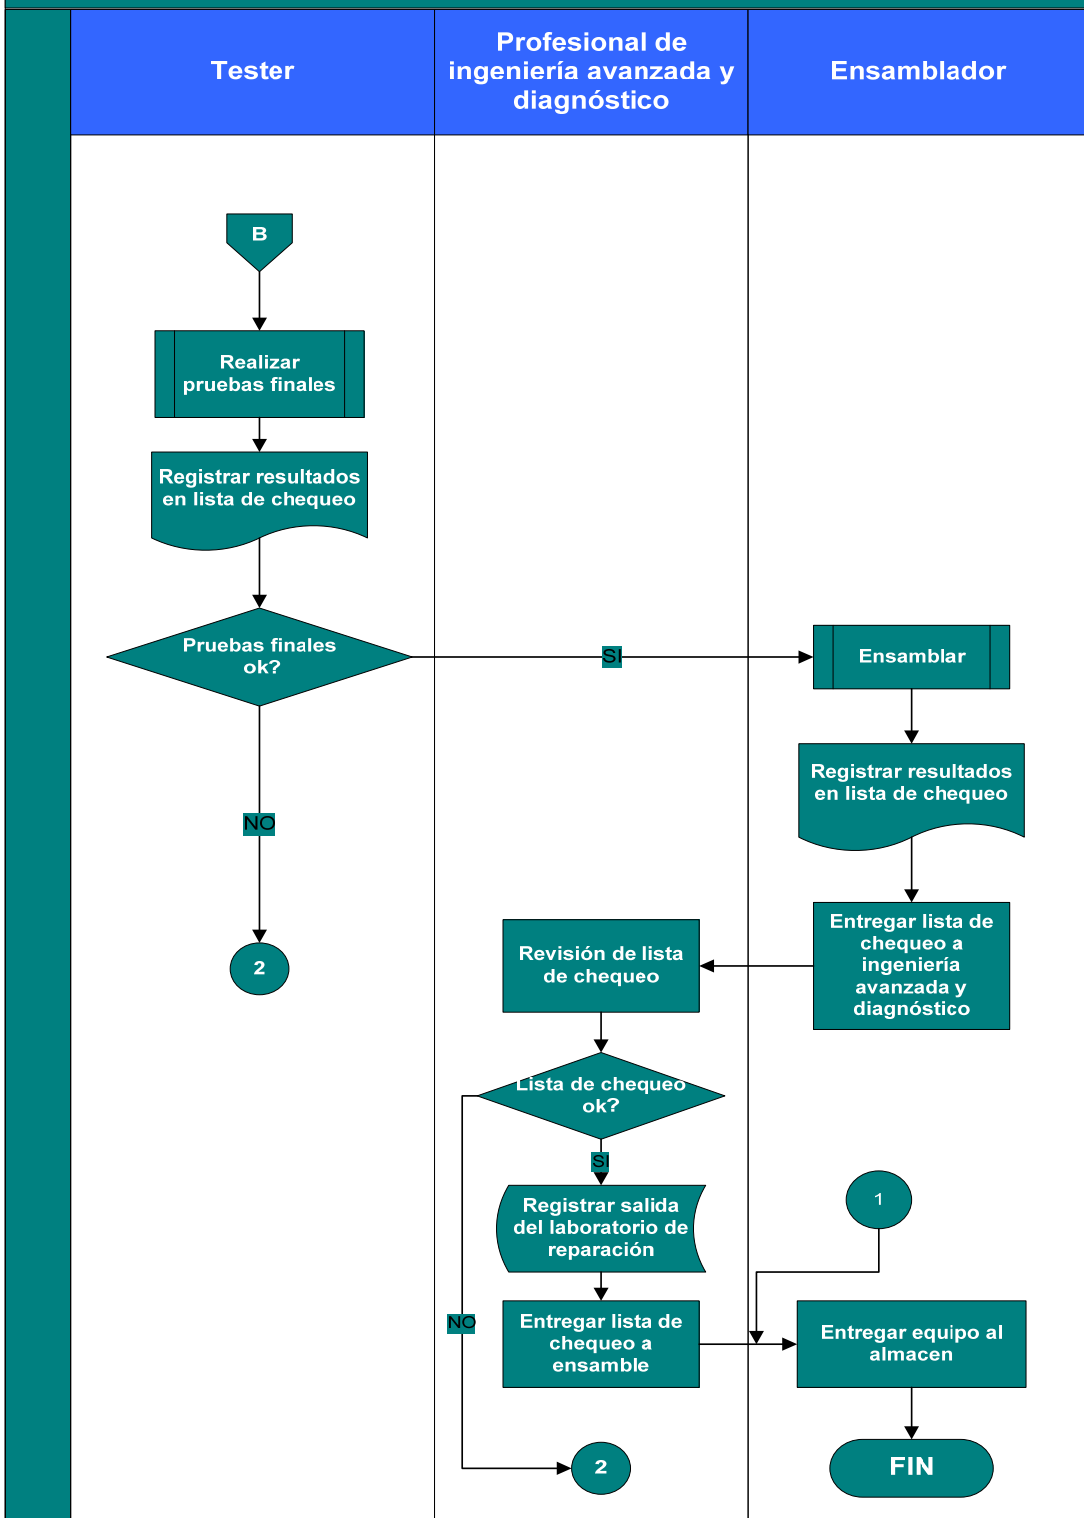 Tester
Profesional de
ingeniería avanzada y
diagnóstico
Ensamblador
B
Realizar
pruebas finales
Registrar resultados
en lista de chequeo
Pruebas finales
ok?
SI
Ensamblar
Registrar resultados
en lista de chequeo
NO
2
Entregar lista de
chequeo a
ingeniería
avanzada y
diagnóstico
Revisión de lista
de chequeo
Lista de chequeo
ok?
SI
Registrar salida
del laboratorio de
reparación
1
NO
Entregar lista de
chequeo a
ensamble
Entregar equipo al
almacen
2
FIN